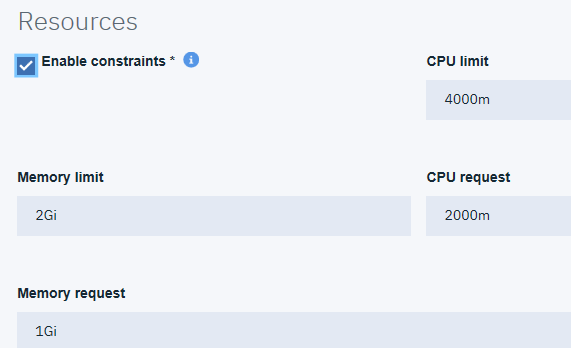 Resources
Enable constraints *
CPU limit
4000m
Memory limit
CPU request
2Gi
2000m
Memory request
1Gi